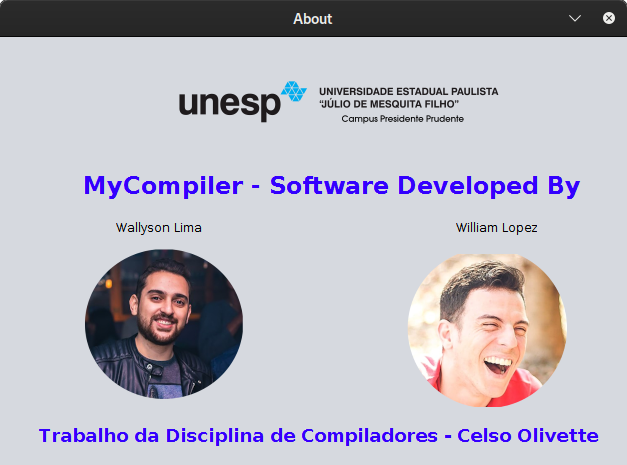 About
unesp
UNIVERSIDADE ESTADUAL PAULISTA
"JÚLIO DE MESQUITA FILHO"
Campus Presidente Prudente
MyCompiler - Software Developed By
Wallyson Lima
William Lopez
Trabalho da Disciplina de Compiladores - Celso Olivette